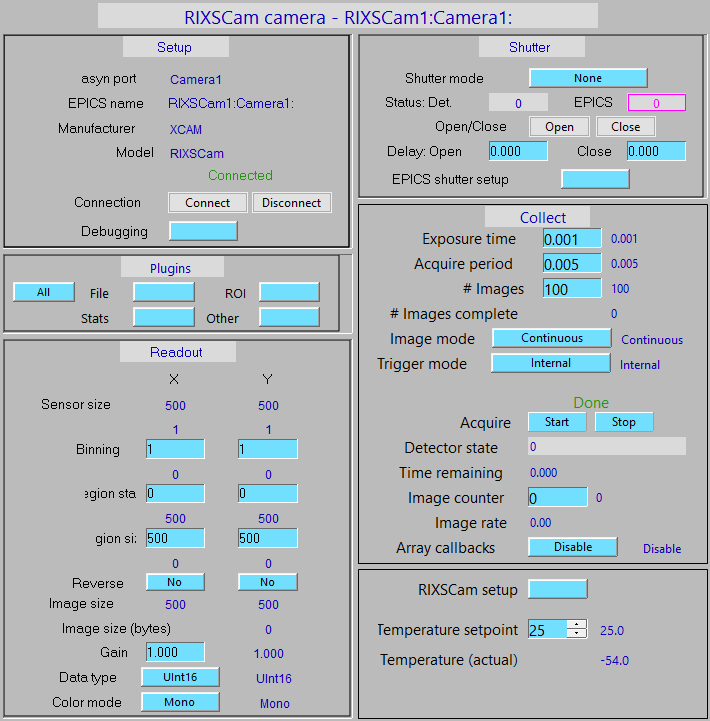 RIXSCam camera - RIXSCam1:Camera1:
Setup
asyn port Camera1
EPICS name RIXSCam1:Camera1:
Manufacturer XCAM
Model RIXSCam
Connected
Connection Connect Disconnect
Debugging
Plugins
All File ROI
Stats Other
Readout
X Y
Sensor size 500 500
1 1
Binning 1 1
0 0
egion sta 0 0
500 500
gion si: 500 500
0 0
Reverse No No
Image size 500 500
Image size (bytes) 0
Gain 1.000 1.000
Data type UInt16 UInt16
Color mode Mono Mono
Shutter
Shutter mode None
Status: Det. 0 EPICS 0
Open/Close Open Close
Delay: Open 0.000 Close 0.000
EPICS shutter setup
Collect
Exposure time 0.001 0.001
Acquire period 0.005 0.005
# Images 100 100
# Images complete 0
Image mode Continuous Continuous
Trigger mode Internal Internal
Done
Acquire Start Stop
Detector state 0
Time remaining 0.000
Image counter 0 0
Image rate 0.00
Array callbacks Disable Disable
RIXSCam setup
Temperature setpoint 25 25.0
Temperature (actual) -54.0